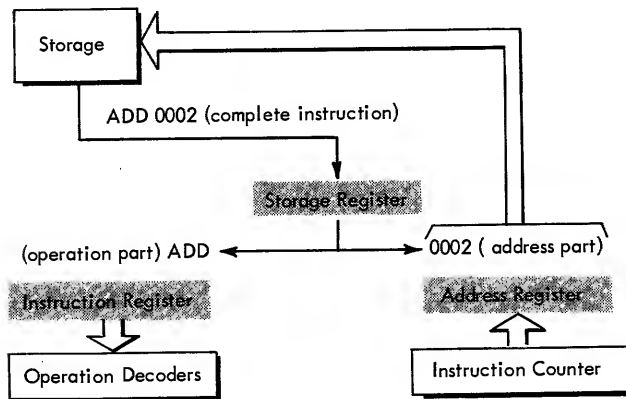 Storage
ADD 0002 (complete instruction)
Storage Register
(operation part) ADD
0002 ( address part)
Instruction Register
Address Register
Operation Decoders
Instruction Counter